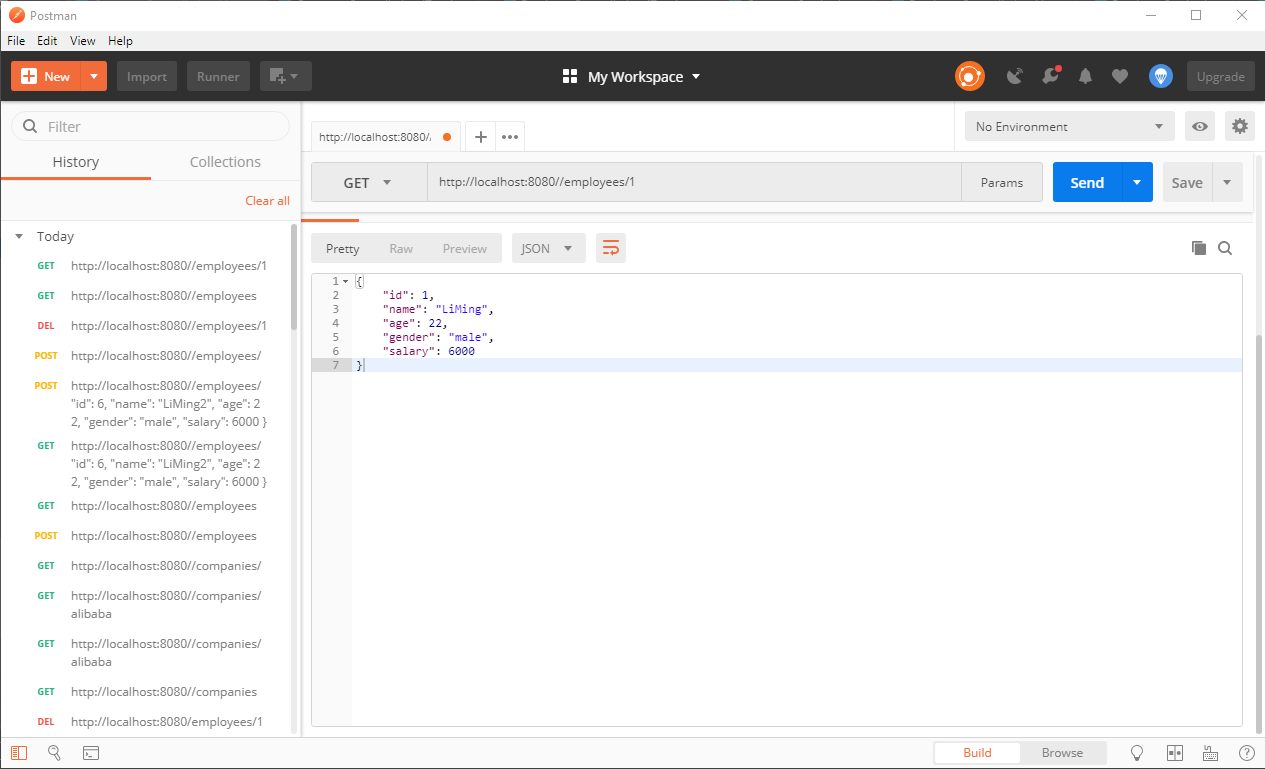 Postman
File Edit View Help
New Import Runner My Workspace Upgrade
Filter
History Collections
Clear all
Today
GET http://localhost:8080//employees/1
GET http://localhost:8080//employees
DEL http://localhost:8080//employees/1
POST http://localhost:8080//employees/
POST http://localhost:8080//employees/
"id": 6, "name": "LiMing2", "age": 2
2, "gender": "male", "salary": 6000 }
GET http://localhost:8080//employees/
"id": 6, "name": "LiMing2", "age": 2
2, "gender": "male", "salary": 6000 }
GET http://localhost:8080//employees
POST http://localhost:8080//employees
GET http://localhost:8080//companies/
GET http://localhost:8080//companies/
alibaba
GET http://localhost:8080//companies/
alibaba
GET http://localhost:8080//companies
DEL http://localhost:8080/employees/1
http://localhost:8080/
No Environment
GET http://localhost:8080//employees/1 Params Send Save
Pretty Raw Preview JSON
1 {
2 "id": 1,
3 "name": "LiMing",
4 "age": 22,
5 "gender": "male",
6 "salary": 6000
7 }
Build Browse